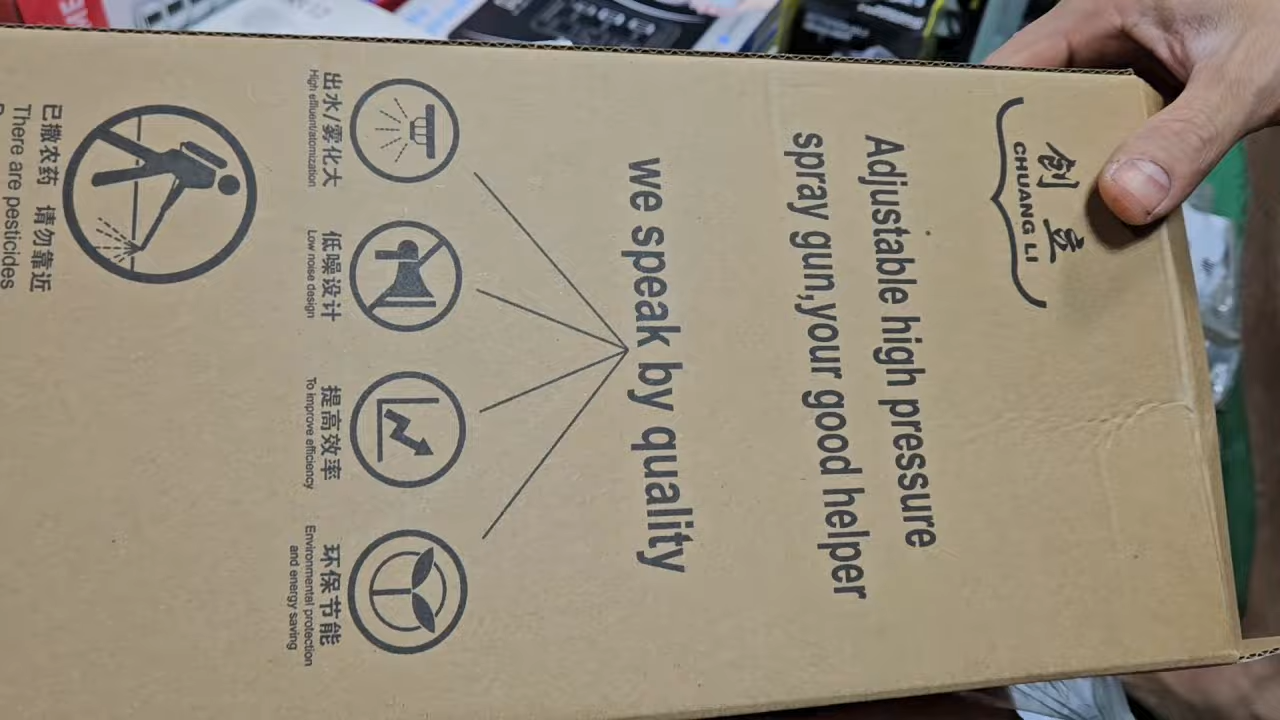 创立
CHUANG LI
Adjustable high pressure
spray gun,your good helper
we speak by quality
出水/雾化大
High effluent/atomization
低噪设计
Low noise design
提高效率
To improve efficiency
环保节能
Environmental protection
and energy saving
已撒农药 请勿靠近
There are pesticides